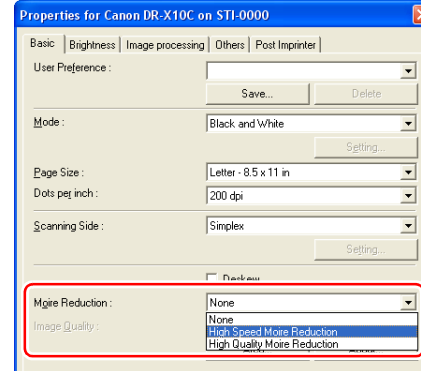 Properties for Canon DR-X10C on STI-0000
Basic Brightness Image processing Others Post Imprinter
User Preference :
Save... Delete
Mode : Black and White
Setting...
Page Size : Letter - 8.5 x 11 in
Dots per inch : 200 dpi
Scanning Side : Simplex
Setting...
Deskew
Moire Reduction : None
None
Image Quality :
High Speed Moire Reduction
High Quality Moire Reduction